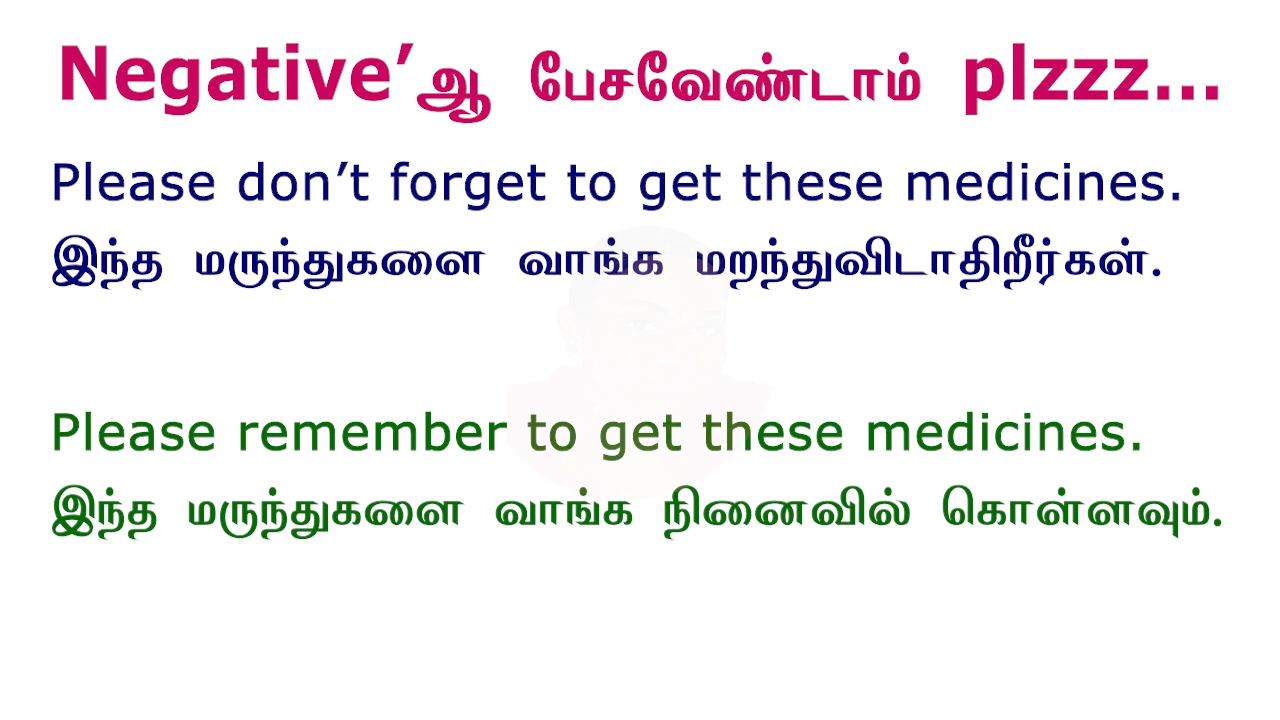 Negative’ஆ பேசவேண்டாம் plzzz...
Please don’t forget to get these medicines.
இந்த மருந்துகளை வாங்க மறந்துவிடாதிறீர்கள்.
Please remember to get these medicines.
இந்த மருந்துகளை வாங்க நினைவில் கொள்ளவும்.